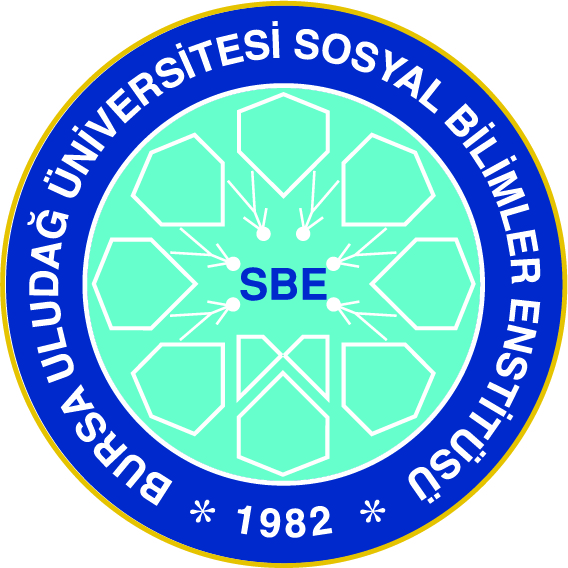 BURSA ULUDAĞ ÜNİVERSİTESİ SOSYAL BİLİMLER ENSTİTÜSÜ
SBE
* 1982 *